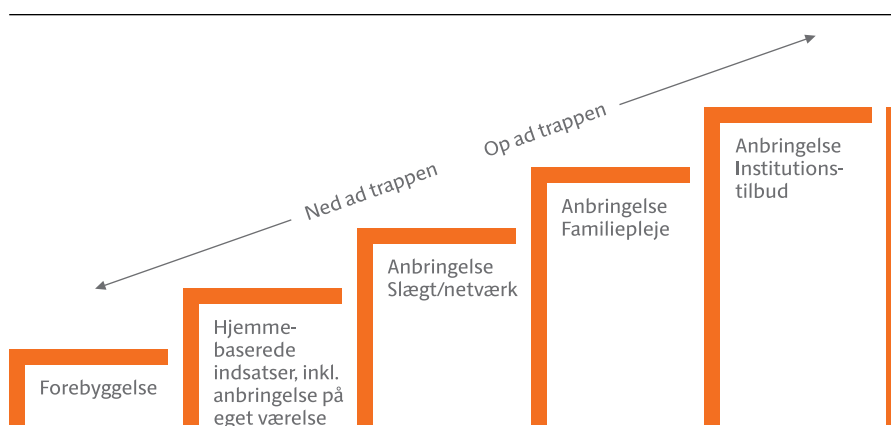 Op ad trappen
Ned ad trappen
Forebyggelse
Hjemme-
baserede
indsatser, inkl.
anbringelse på
eget værelse
Anbringelse
Slægt/netværk
Anbringelse
Familiepleje
Anbringelse
Institutions-
tilbud